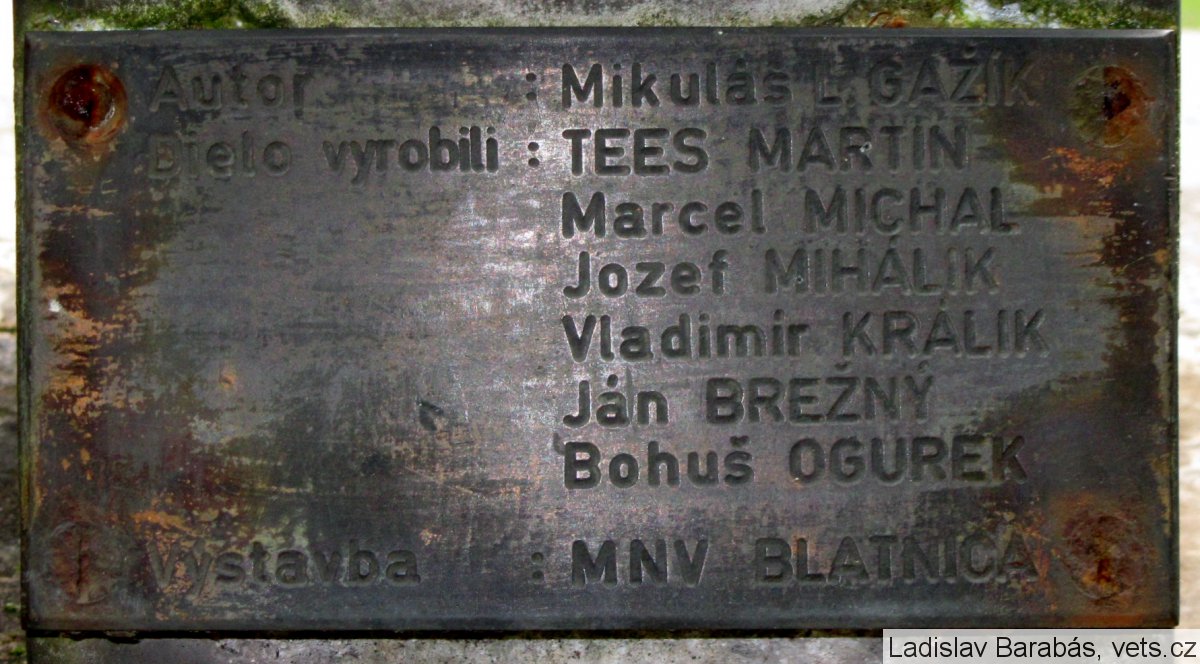 Autor : Mikuláš L. GAŽÍK
Dielo vyrobili : TEES MARTIN
Marcel MICHAL
Jozef MIHÁLIK
Vladimir KRÁLIK
Ján BREŽNÝ
Bohuš OGUREK
Výstavba : MNV BLATNICA
Ladislav Barabás, vets.cz